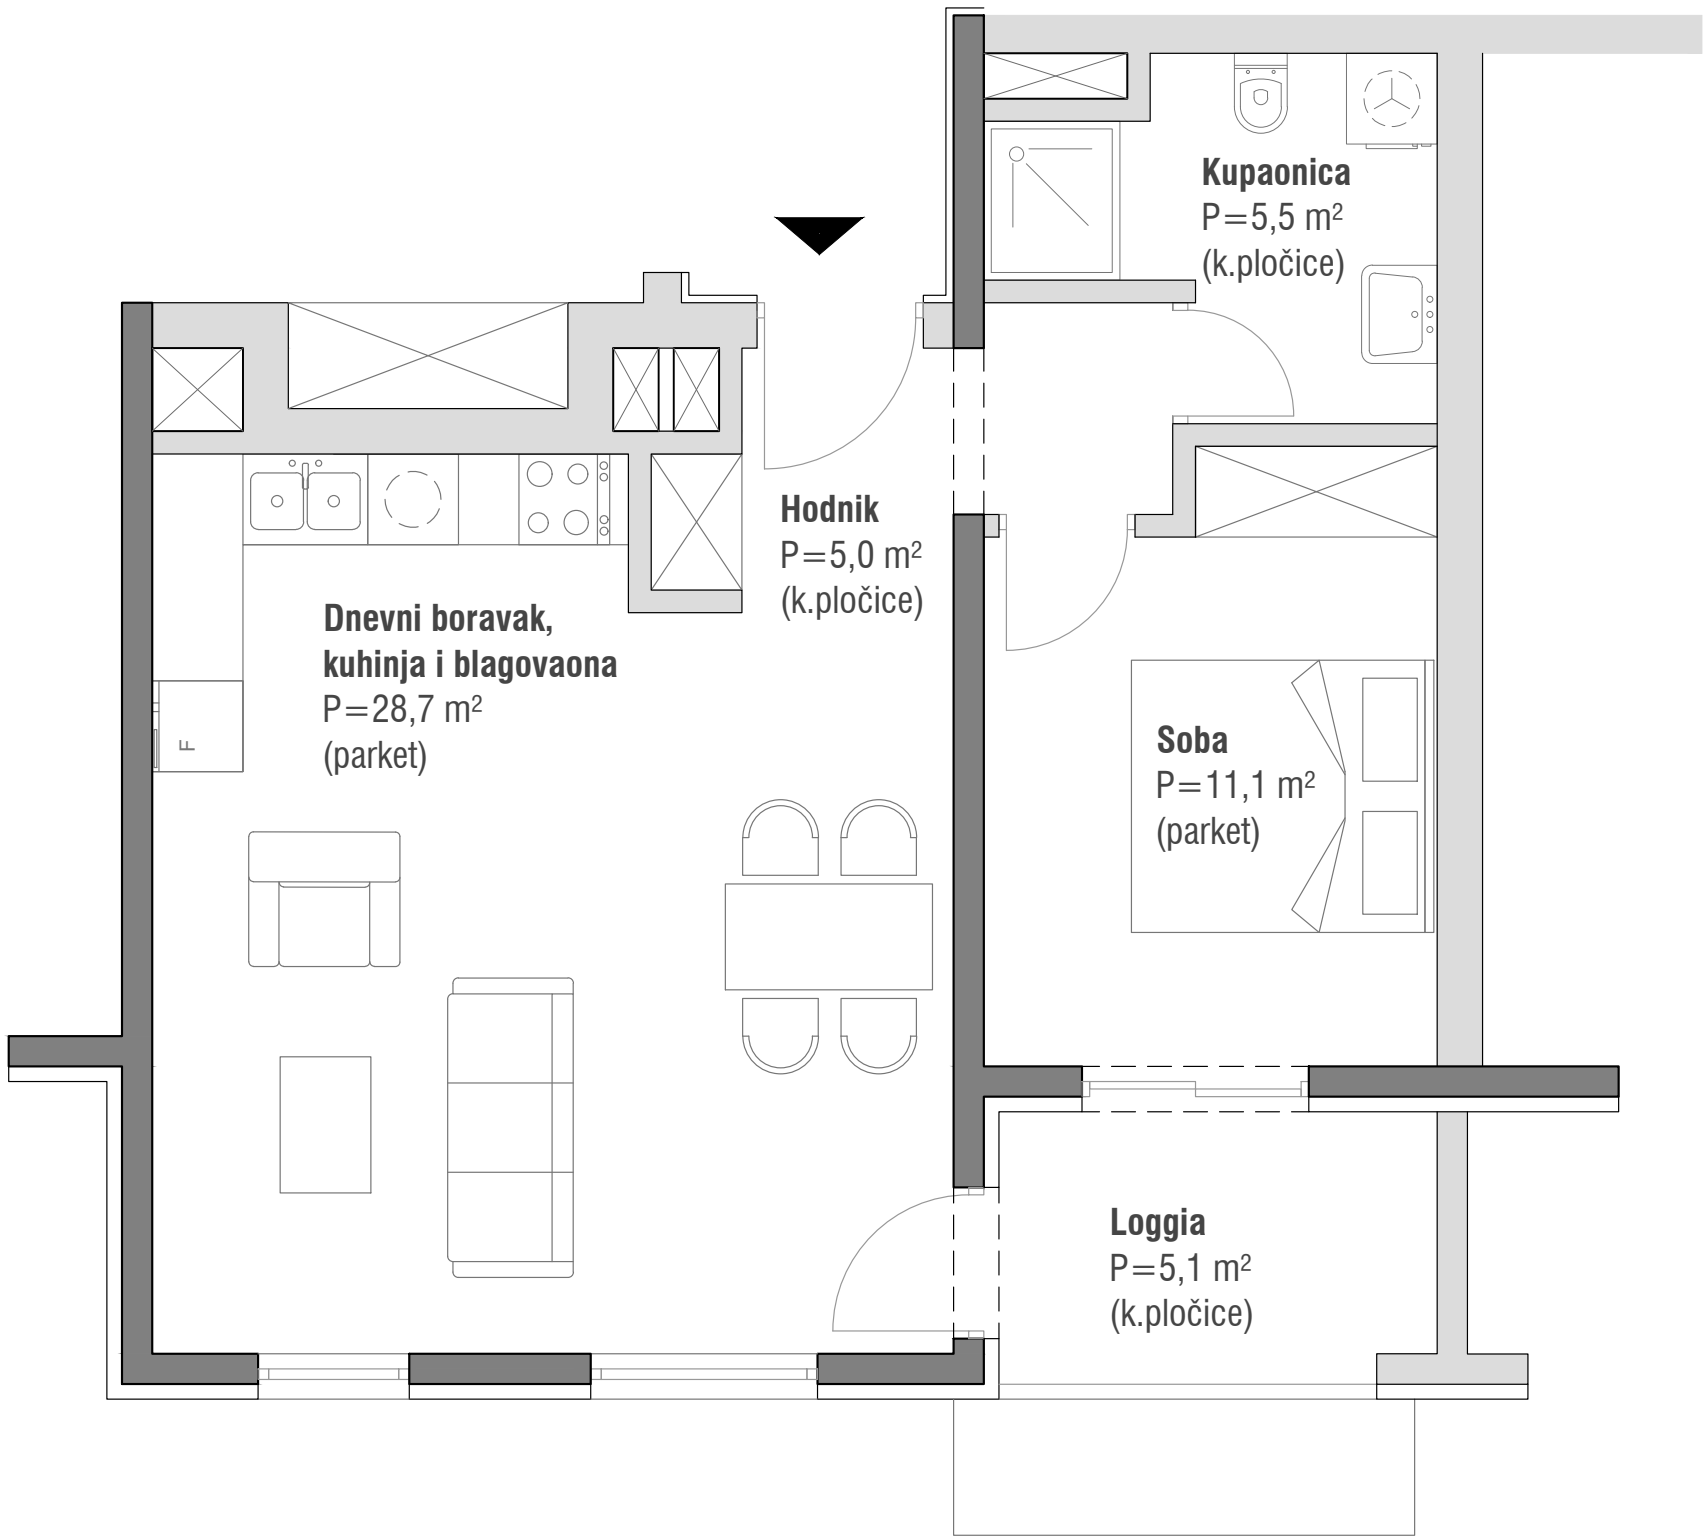 Kupaonica
P=5,5 m²
(k.pločice)
Hodnik
P=5,0 m²
(k.pločice)
Dnevni boravak,
kuhinja i blagovaona
P=28,7 m²
(parket)
F
Soba
P=11,1 m²
(parket)
Loggia
P=5,1 m²
(k.pločice)